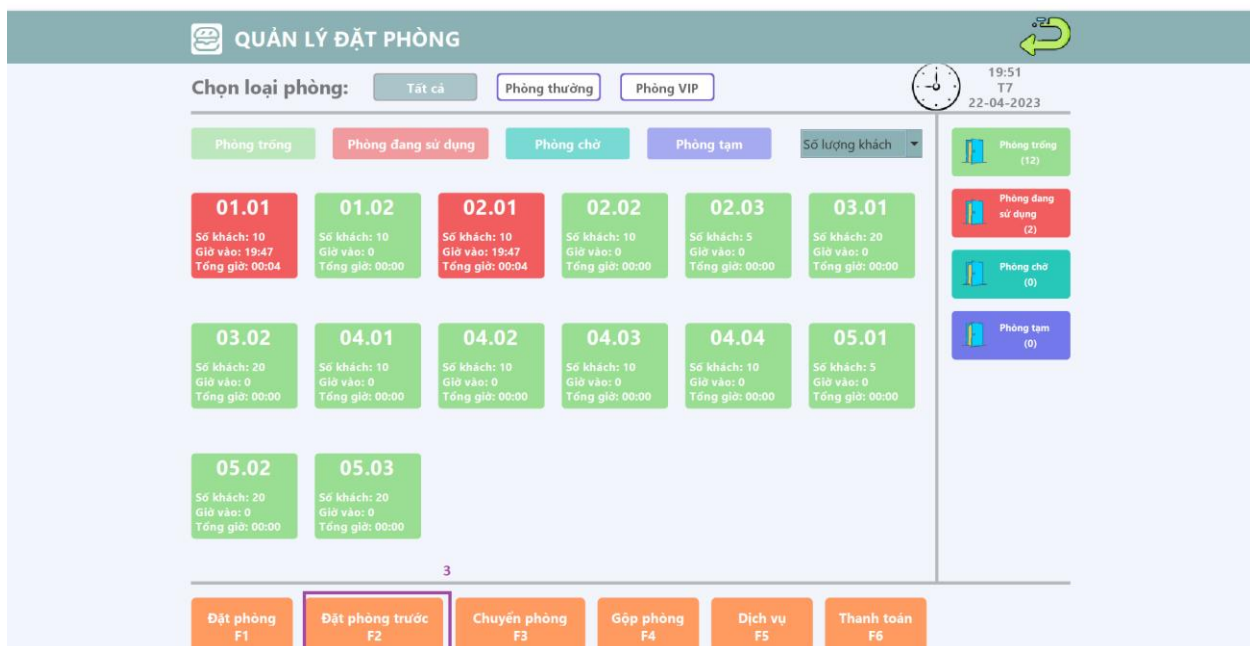 QUẢN LÝ ĐẶT PHÒNG
Chọn loại phòng:
Tất cả
Phòng thường
Phòng VIP
19:51
T7
22-04-2023
Phòng trống
Phòng đang sử dụng
Phòng chờ
Phòng tạm
Số lượng khách
Phòng trống
(12)
Phòng đang
sử dụng
(2)
Phòng chờ
(0)
Phòng tạm
(0)
01.01
Số khách: 10
Giờ vào: 19:47
Tổng giờ: 00:04
01.02
Số khách: 10
Giờ vào: 0
Tổng giờ: 00:00
02.01
Số khách: 10
Giờ vào: 19:47
Tổng giờ: 00:04
02.02
Số khách: 10
Giờ vào: 0
Tổng giờ: 00:00
02.03
Số khách: 5
Giờ vào: 0
Tổng giờ: 00:00
03.01
Số khách: 20
Giờ vào: 0
Tổng giờ: 00:00
03.02
Số khách: 20
Giờ vào: 0
Tổng giờ: 00:00
04.01
Số khách: 10
Giờ vào: 0
Tổng giờ: 00:00
04.02
Số khách: 10
Giờ vào: 0
Tổng giờ: 00:00
04.03
Số khách: 10
Giờ vào: 0
Tổng giờ: 00:00
04.04
Số khách: 10
Giờ vào: 0
Tổng giờ: 00:00
05.01
Số khách: 5
Giờ vào: 0
Tổng giờ: 00:00
05.02
Số khách: 20
Giờ vào: 0
Tổng giờ: 00:00
05.03
Số khách: 20
Giờ vào: 0
Tổng giờ: 00:00
3
Đặt phòng
F1
Đặt phòng trước
F2
Chuyển phòng
F3
Gộp phòng
F4
Dịch vụ
F5
Thanh toán
F6